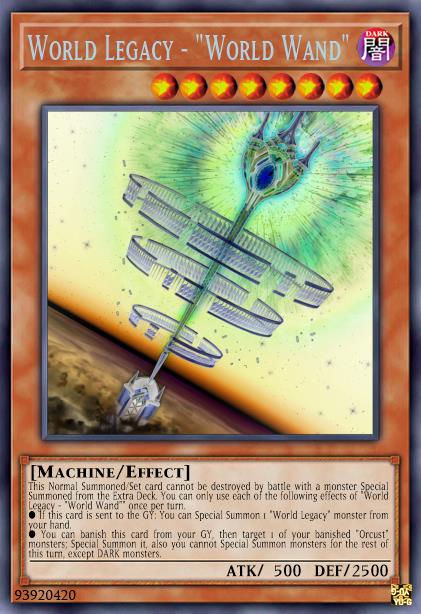 WORLD LEGACY - "WORLD WAND"
DARK
闇
[MACHINE/EFFECT]
This Normal Summoned/Set card cannot be destroyed by battle with a monster Special
Summoned from the Extra Deck. You can only use each of the following effects of "World
Legacy - "World Wand"" once per turn.
● If this card is sent to the GY: You can Special Summon 1 "World Legacy" monster from
your hand.
● You can banish this card from your GY, then target 1 of your banished "Orcust"
monsters; Special Summon it, also you cannot Special Summon monsters for the rest of
this turn, except DARK monsters.
ATK/ 500 DEF/2500
93920420